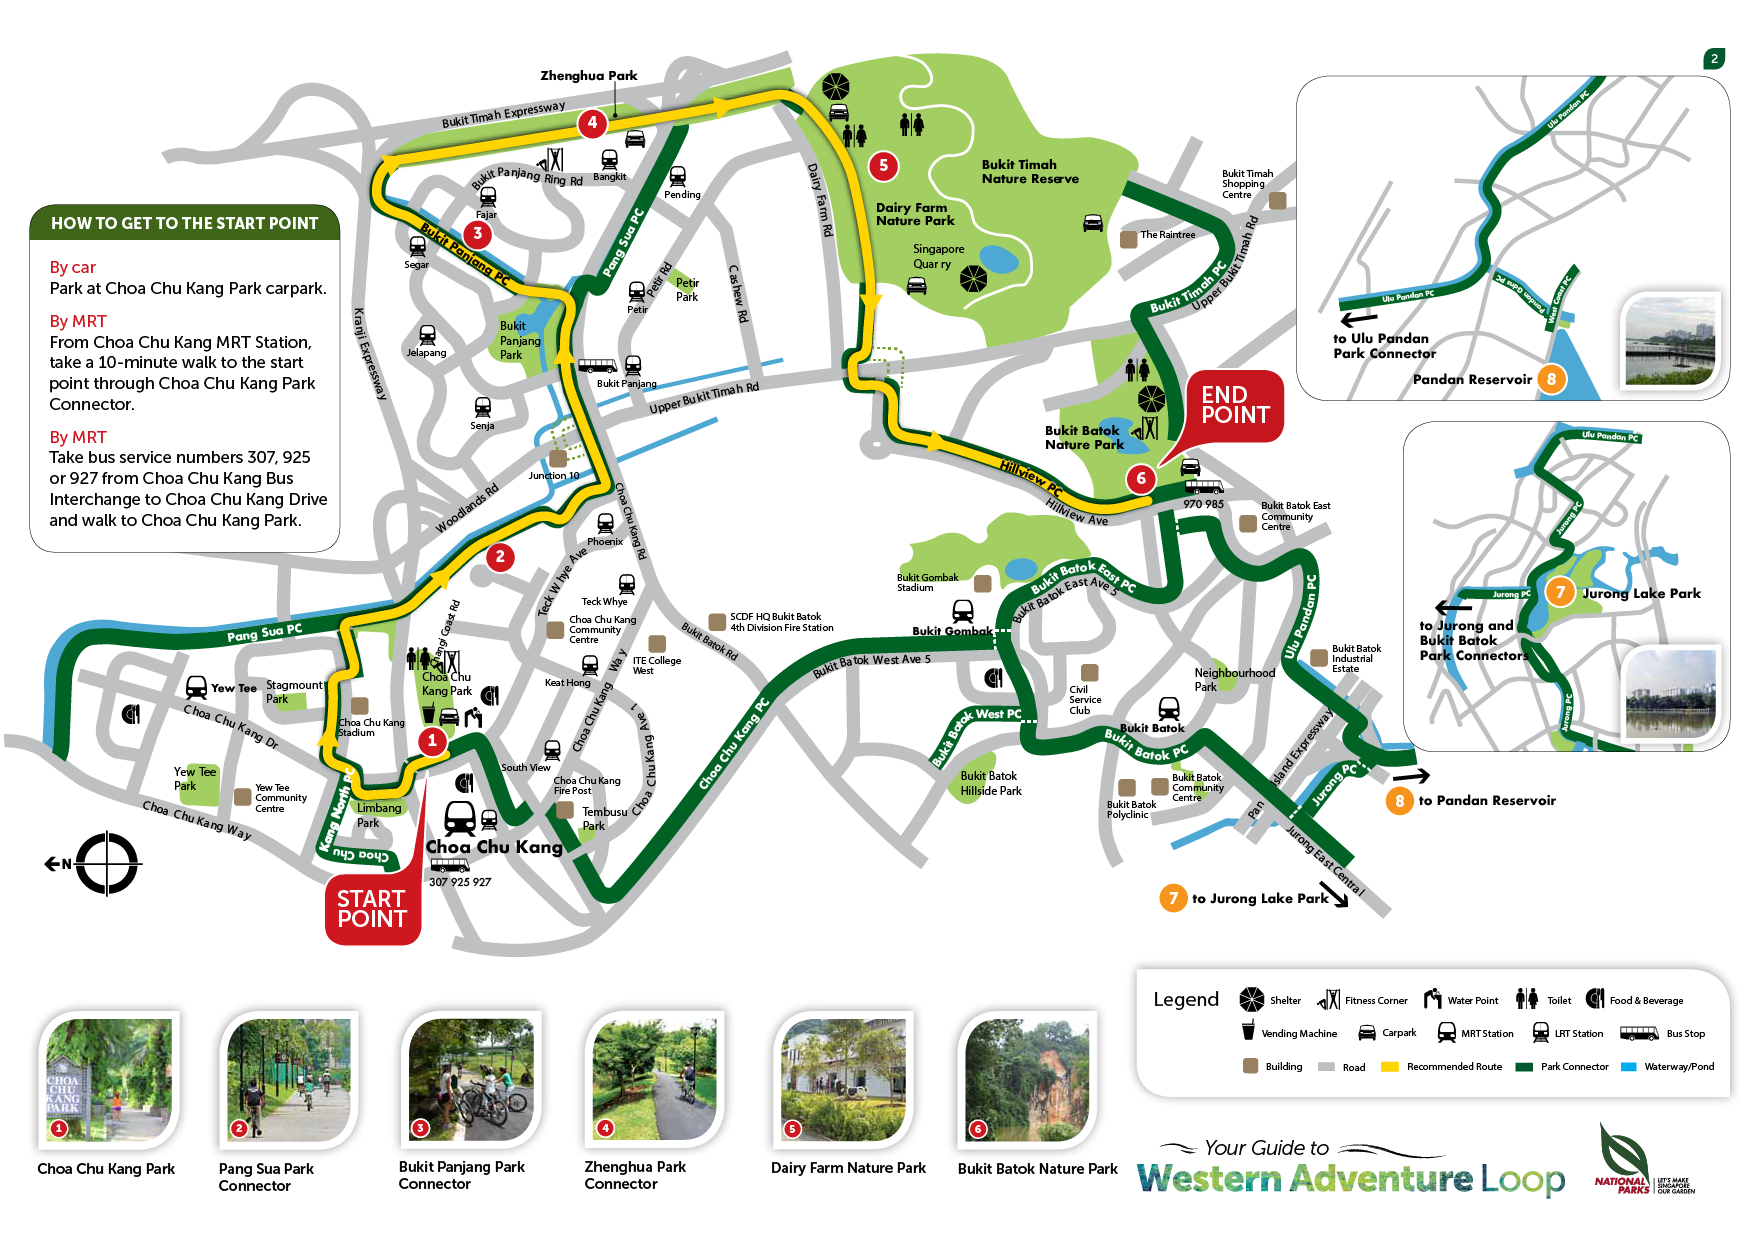 2
Zhenghua Park
Bukit Timah Expressway
4
Bukit Panjang Ring Rd
Bangkit
Pending
Fajar
3
Segar
Bukit Panjang PC
Pang Sua PC
Petir Rd
Petir
Petir
Park
Cashew Rd
Dairy Farm Rd
5
Bukit Timah
Nature Reserve
Dairy Farm
Nature Park
Singapore
Quarry
Bukit Timah
Shopping
Centre
The Raintree
Upper Bukit Timah Rd
Bukit Timah PC
Kranji Expressway
Jelapang
Bukit
Panjang
Park
Bukit Panjang
Upper Bukit Timah Rd
Senja
Junction 10
Woodlands Rd
Choa Chu Kang Rd
Phoenix
2
Teck Whye Ave
Teck Whye
Choa Chu Kang
Community
Centre
ITE College
West
Keat Hong
Choa Chu Kang Way
Choa Chu Kang Ave 1
South View
Choa Chu Kang
Fire Post
Tembusu
Park
SCDF HQ Bukit Batok
4th Division Fire Station
Bukit Batok Rd
Choa Chu Kang PC
Bukit Batok West Ave 5
Bukit Gombak
Stadium
Bukit Gombak
Bukit Batok East PC
Bukit Batok East Ave 5
Hillview PC
Hillview Ave
Bukit Batok
Nature Park
6
END
POINT
970 985
Bukit Batok East
Community
Centre
Ulu Pandan PC
Bukit Batok
Industrial
Estate
Neighbourhood
Park
Civil
Service
Club
Bukit Batok
Bukit Batok West PC
Bukit Batok PC
Bukit Batok
Hillside Park
Bukit Batok
Polyclinic
Bukit Batok
Community
Centre
Pan Island Expressway
Jurong PC
Jurong East Central
8 to Pandan Reservoir
7 to Jurong Lake Park
HOW TO GET TO THE START POINT
By car
Park at Choa Chu Kang Park carpark.
By MRT
From Choa Chu Kang MRT Station,
take a 10-minute walk to the start
point through Choa Chu Kang Park
Connector.
By MRT
Take bus service numbers 307, 925
or 927 from Choa Chu Kang Bus
Interchange to Choa Chu Kang Drive
and walk to Choa Chu Kang Park.
Pang Sua PC
Changi Coast Rd
Yew Tee
Stagmount
Park
Choa Chu Kang Dr
Choa Chu Kang
Stadium
Choa Chu
Kang Park
1
Yew Tee
Park
Yew Tee
Community
Centre
Choa Chu Kang Way
Limbang
Park
Choa Chu
Kang North PC
Choa Chu Kang
307 925 927
START
POINT
N
Ulu Pandan PC
Ulu Pandan PC
Pandan Gdns PC
West Coast PC
to Ulu Pandan
Park Connector
Pandan Reservoir 8
Ulu Pandan PC
Jurong PC
Jurong PC
7 Jurong Lake Park
to Jurong and
Bukit Batok
Park Connectors
Jurong PC
Legend
Shelter
Fitness Corner
Water Point
Toilet
Food & Beverage
Vending Machine
Carpark
MRT Station
LRT Station
Bus Stop
Building
Road
Recommended Route
Park Connector
Waterway/Pond
CHOA
CHU
KANG
PARK
1
2
3
4
5
6
Choa Chu Kang Park
Pang Sua Park
Connector
Bukit Panjang Park
Connector
Zhenghua Park
Connector
Dairy Farm Nature Park
Bukit Batok Nature Park
Your Guide to
Western Adventure Loop
NATIONAL
PARKS
LET'S MAKE
SINGAPORE
OUR GARDEN